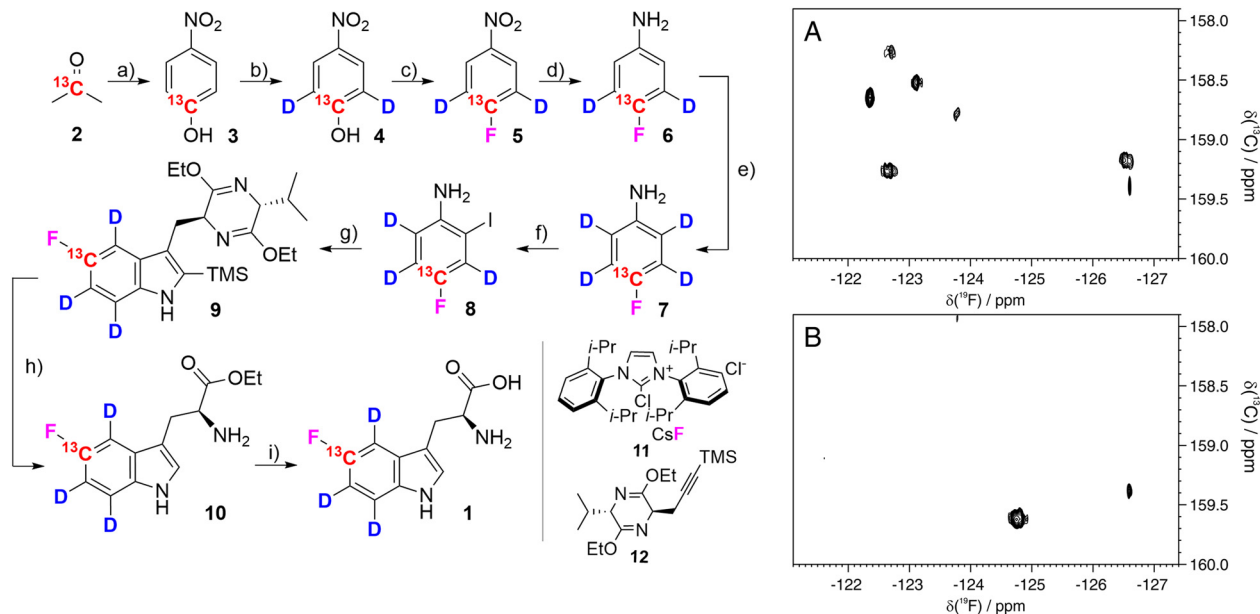 NO₂
O
¹³C
2
a)
NO₂
¹³C
OH
3
b)
NO₂
D
¹³C
D
OH
4
c)
NO₂
D
¹³C
D
F
5
d)
NH₂
D
¹³C
D
F
6
e)
NH₂
D
D
D
¹³C
D
F
7
f)
NH₂
D
I
D
¹³C
D
F
8
g)
EtO
N
N
OEt
D
F
¹³C
TMS
D
N
H
D
9
h)
O
OEt
D
F
¹³C
NH₂
D
N
H
D
10
i)
O
OH
D
F
¹³C
NH₂
D
N
H
D
1
i-Pr
i-Pr
N
N⁺
Cl⁻
Cl
i-Pr
i-Pr
11
CsF
TMS
OEt
N
N
EtO
12
A
158.0
158.5
159.0
159.5
160.0
δ(¹³C) / ppm
-122 -123 -124 -125 -126 -127
δ(¹⁹F) / ppm
B
158.0
158.5
159.0
159.5
160.0
δ(¹³C) / ppm
-122 -123 -124 -125 -126 -127
δ(¹⁹F) / ppm